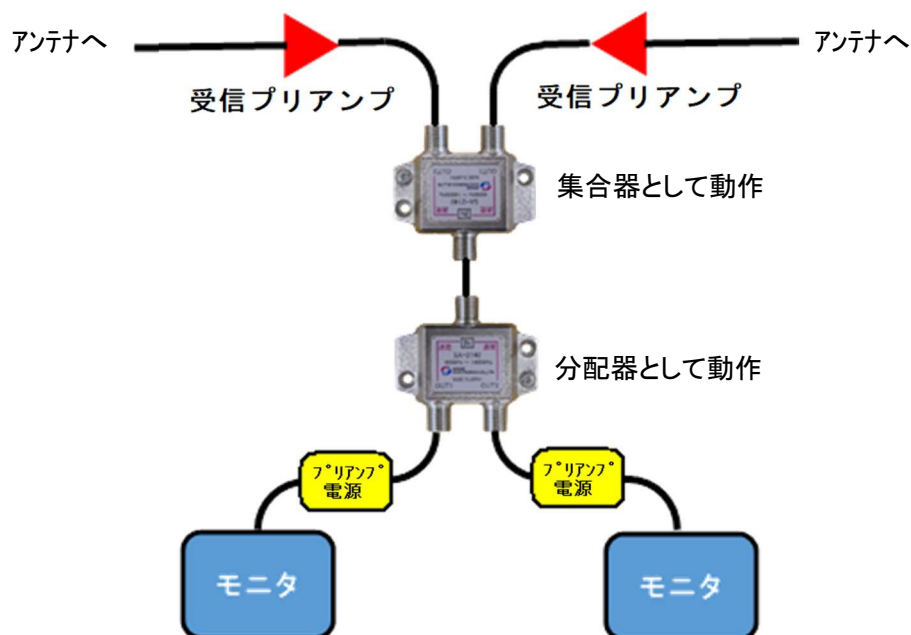 アンテナへ
アンテナへ
受信プリアンプ
受信プリアンプ
集合器として動作
分配器として動作
プリアンプ
電源
プリアンプ
電源
モニタ
モニタ